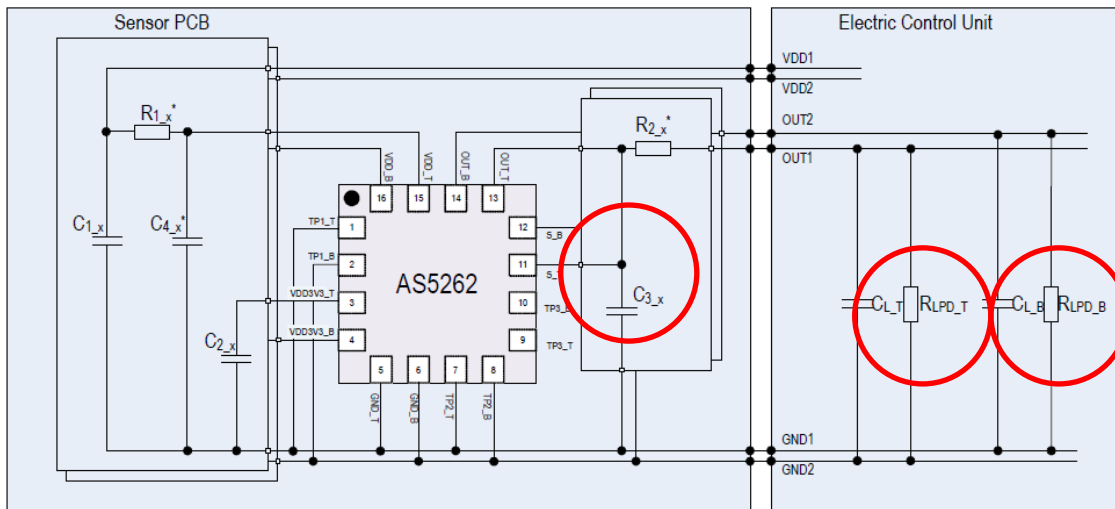 Sensor PCB
Electric Control Unit
VDD1
VDD2
OUT2
OUT1
R1_x*
R2_x*
C1_x
C4_x*
C2_x
C3_x
VDD_B
VDD_T
OUT_B
OUT_T
16
15
14
13
TP1_T
1
TP1_B
2
VDD3V3_T
3
VDD3V3_B
4
AS5262
12
S_B
11
10
9
TP3_T
5
6
7
8
GND_T
GND_B
TP2_T
TP2_B
CL_T
RLPD_T
CL_B
RLPD_B
GND1
GND2